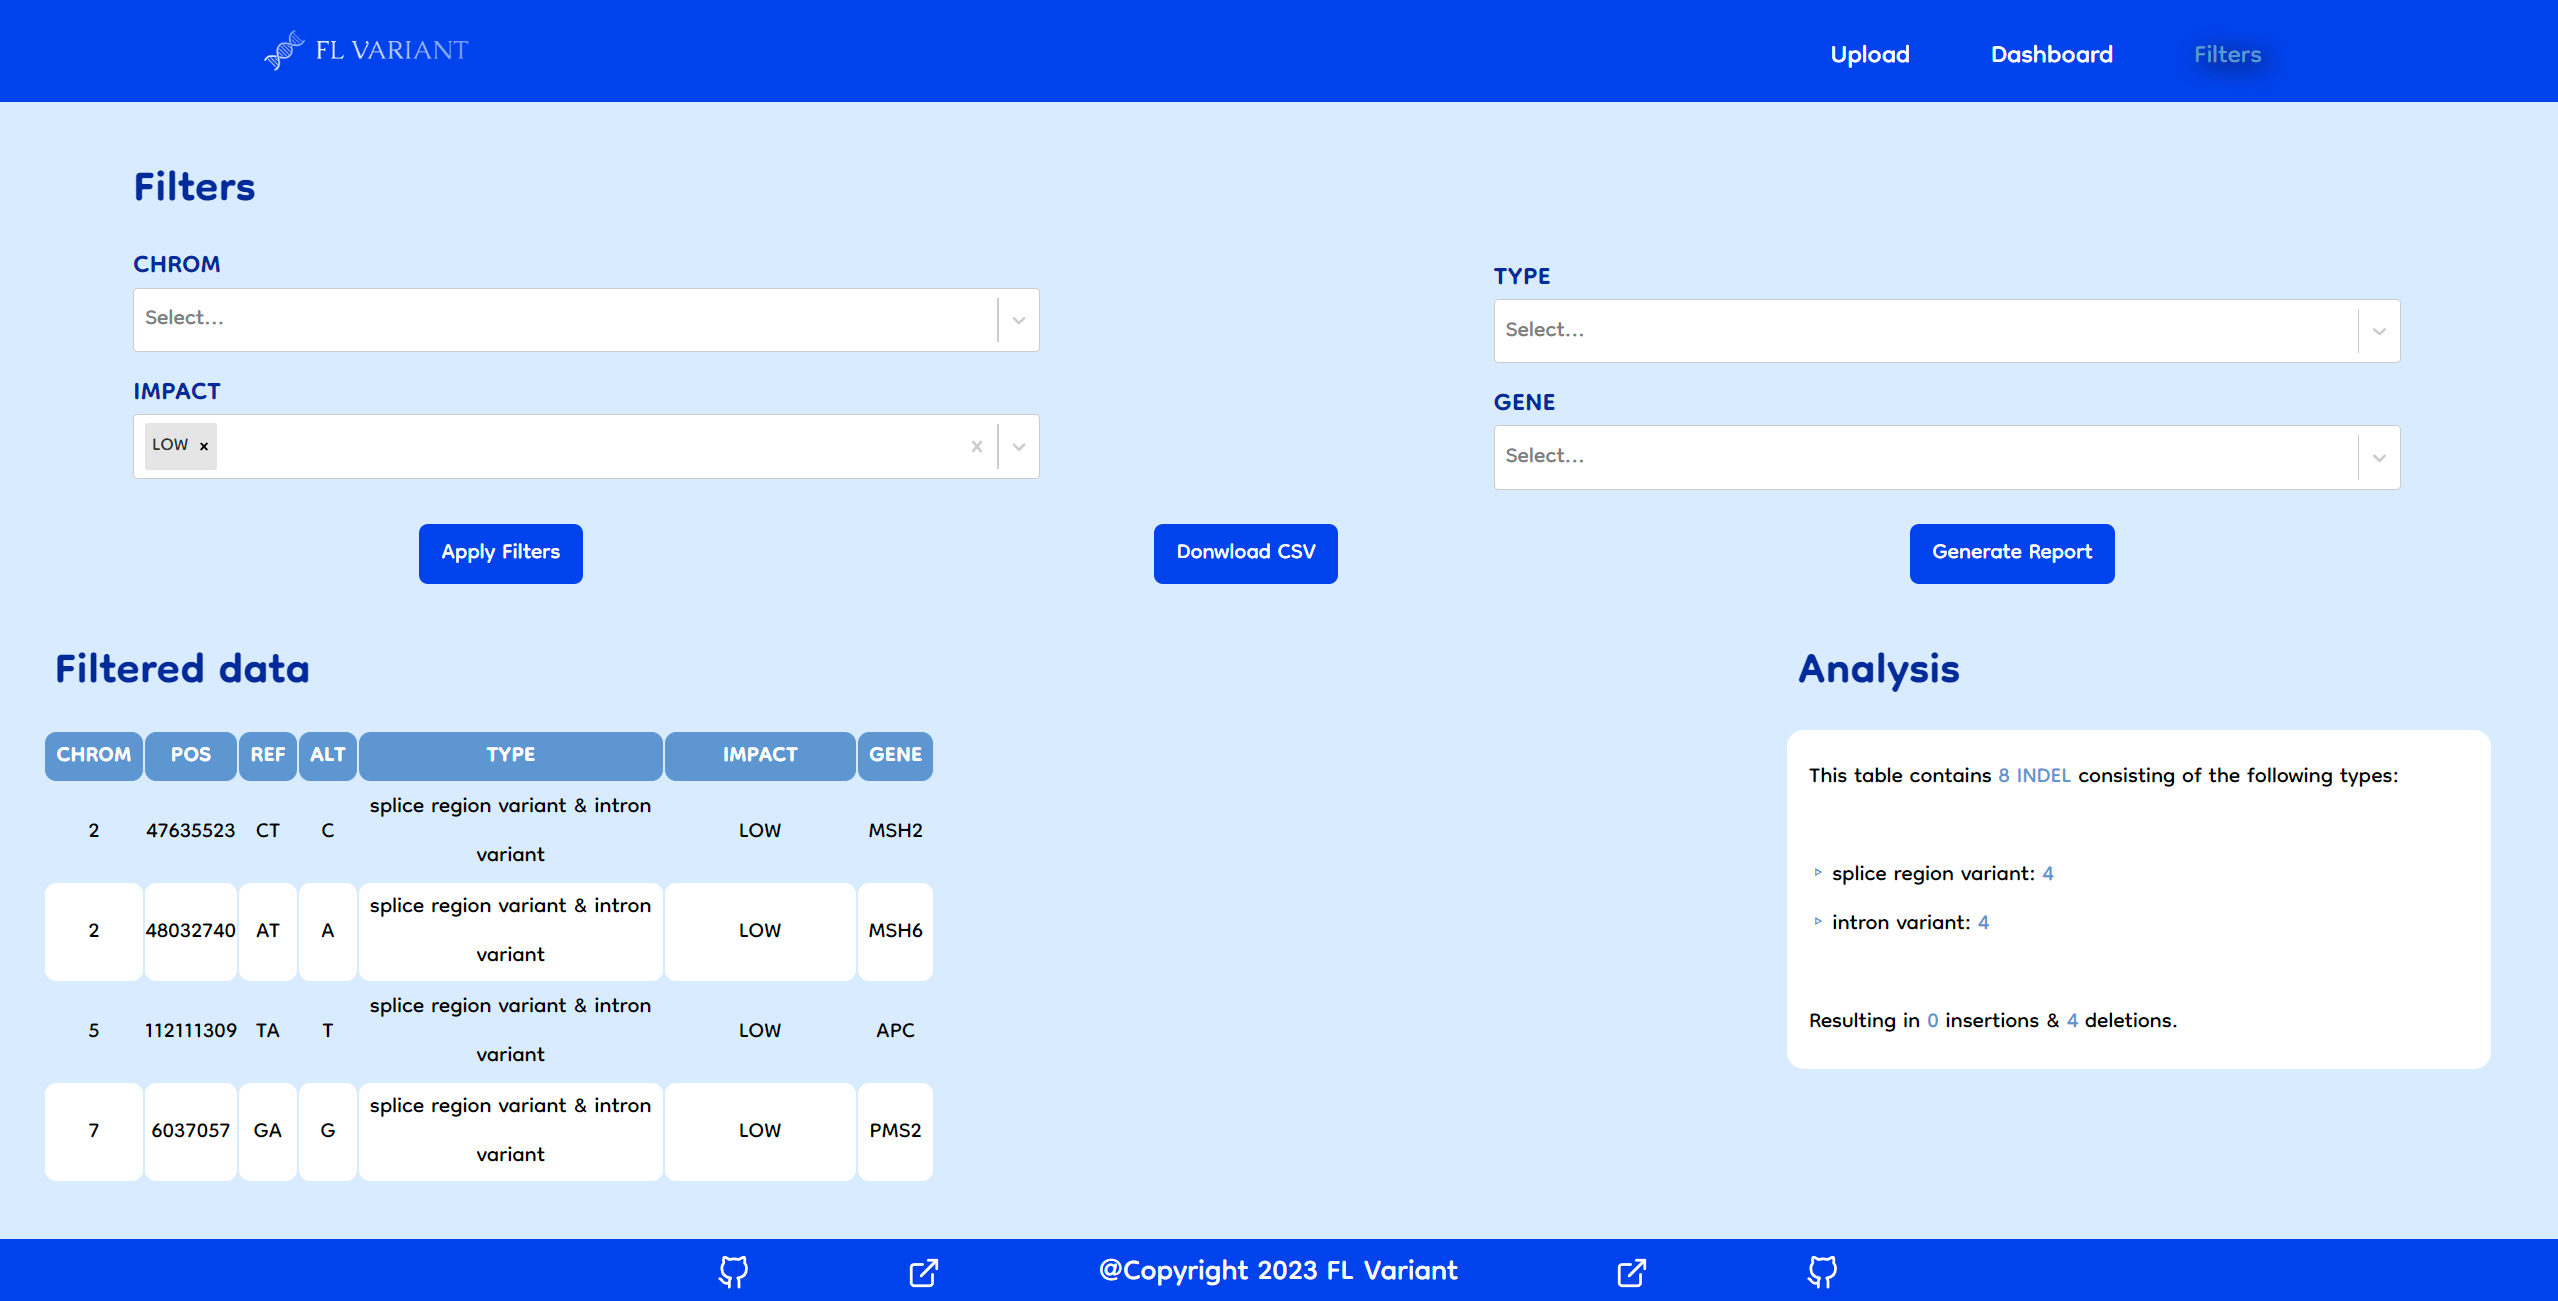 FL VARIANT
Upload Dashboard Filters
Filters
CHROM
Select...
TYPE
Select...
IMPACT
LOW
GENE
Select...
Apply Filters Donwload CSV Generate Report
Filtered data
CHROM POS REF ALT TYPE IMPACT GENE
2 47635523 CT C splice region variant & intron variant LOW MSH2
2 48032740 AT A splice region variant & intron variant LOW MSH6
5 112111309 TA T splice region variant & intron variant LOW APC
7 6037057 GA G splice region variant & intron variant LOW PMS2
Analysis
This table contains 8 INDEL consisting of the following types:
splice region variant: 4
intron variant: 4
Resulting in 0 insertions & 4 deletions.
@Copyright 2023 FL Variant